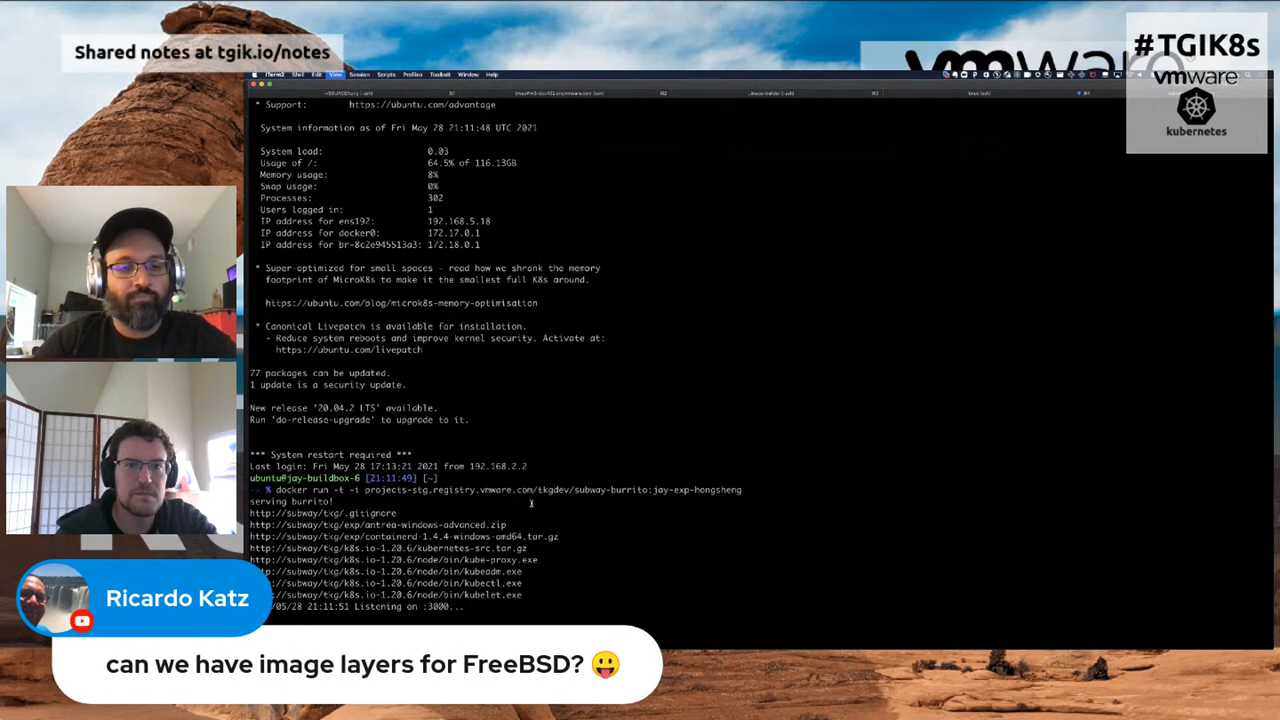 Shared notes at tgik.io/notes
vmware
#TGIK8s
vmware
kubernetes
iTerm2 Shell Edit View Session Scripts Profiles Toolbelt Window Help
* Support: https://ubuntu.com/advantage
System information as of Fri May 28 21:11:48 UTC 2021
System load: 0.03
Usage of /: 64.5% of 116.13GB
Memory usage: 8%
Swap usage: 0%
Processes: 302
Users logged in: 1
IP address for ens192: 192.168.5.18
IP address for docker0: 172.17.0.1
IP address for br-8c2e945513a3: 172.18.0.1
* Super-optimized for small spaces - read how we shrank the memory
footprint of MicroK8s to make it the smallest full K8s around.
https://ubuntu.com/blog/microk8s-memory-optimisation
* Canonical Livepatch is available for installation.
- Reduce system reboots and improve kernel security. Activate at:
https://ubuntu.com/livepatch
77 packages can be updated.
1 update is a security update.
New release '20.04.2 LTS' available.
Run 'do-release-upgrade' to upgrade to it.
*** System restart required ***
Last login: Fri May 28 17:13:21 2021 from 192.168.2.2
ubuntu@jay-buildbox-6 [21:11:49] [~]
-> % docker run -t -i projects-stg.registry.vmware.com/tkgdev/subway-burrito:jay-exp-hongsheng
serving burrito!
http://subway/tkg/.gitignore
http://subway/tkg/exp/antrea-windows-advanced.zip
http://subway/tkg/exp/containerd-1.4.4-windows-amd64.tar.gz
http://subway/tkg/k8s.io-1.20.6/kubernetes-src.tar.gz
http://subway/tkg/k8s.io-1.20.6/node/bin/kube-proxy.exe
http://subway/tkg/k8s.io-1.20.6/node/bin/kubeadm.exe
http://subway/tkg/k8s.io-1.20.6/node/bin/kubectl.exe
http://subway/tkg/k8s.io-1.20.6/node/bin/kubelet.exe
/05/28 21:11:51 Listening on :3000...
Ricardo Katz
can we have image layers for FreeBSD? 😛